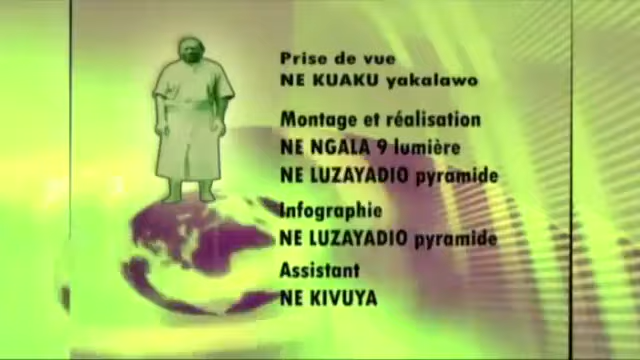 Prise de vue
NE KUAKU yakalawo
Montage et réalisation
NE NGALA 9 lumière
NE LUZAYADIO pyramide
Infographie
NE LUZAYADIO pyramide
Assistant
NE KIVUYA